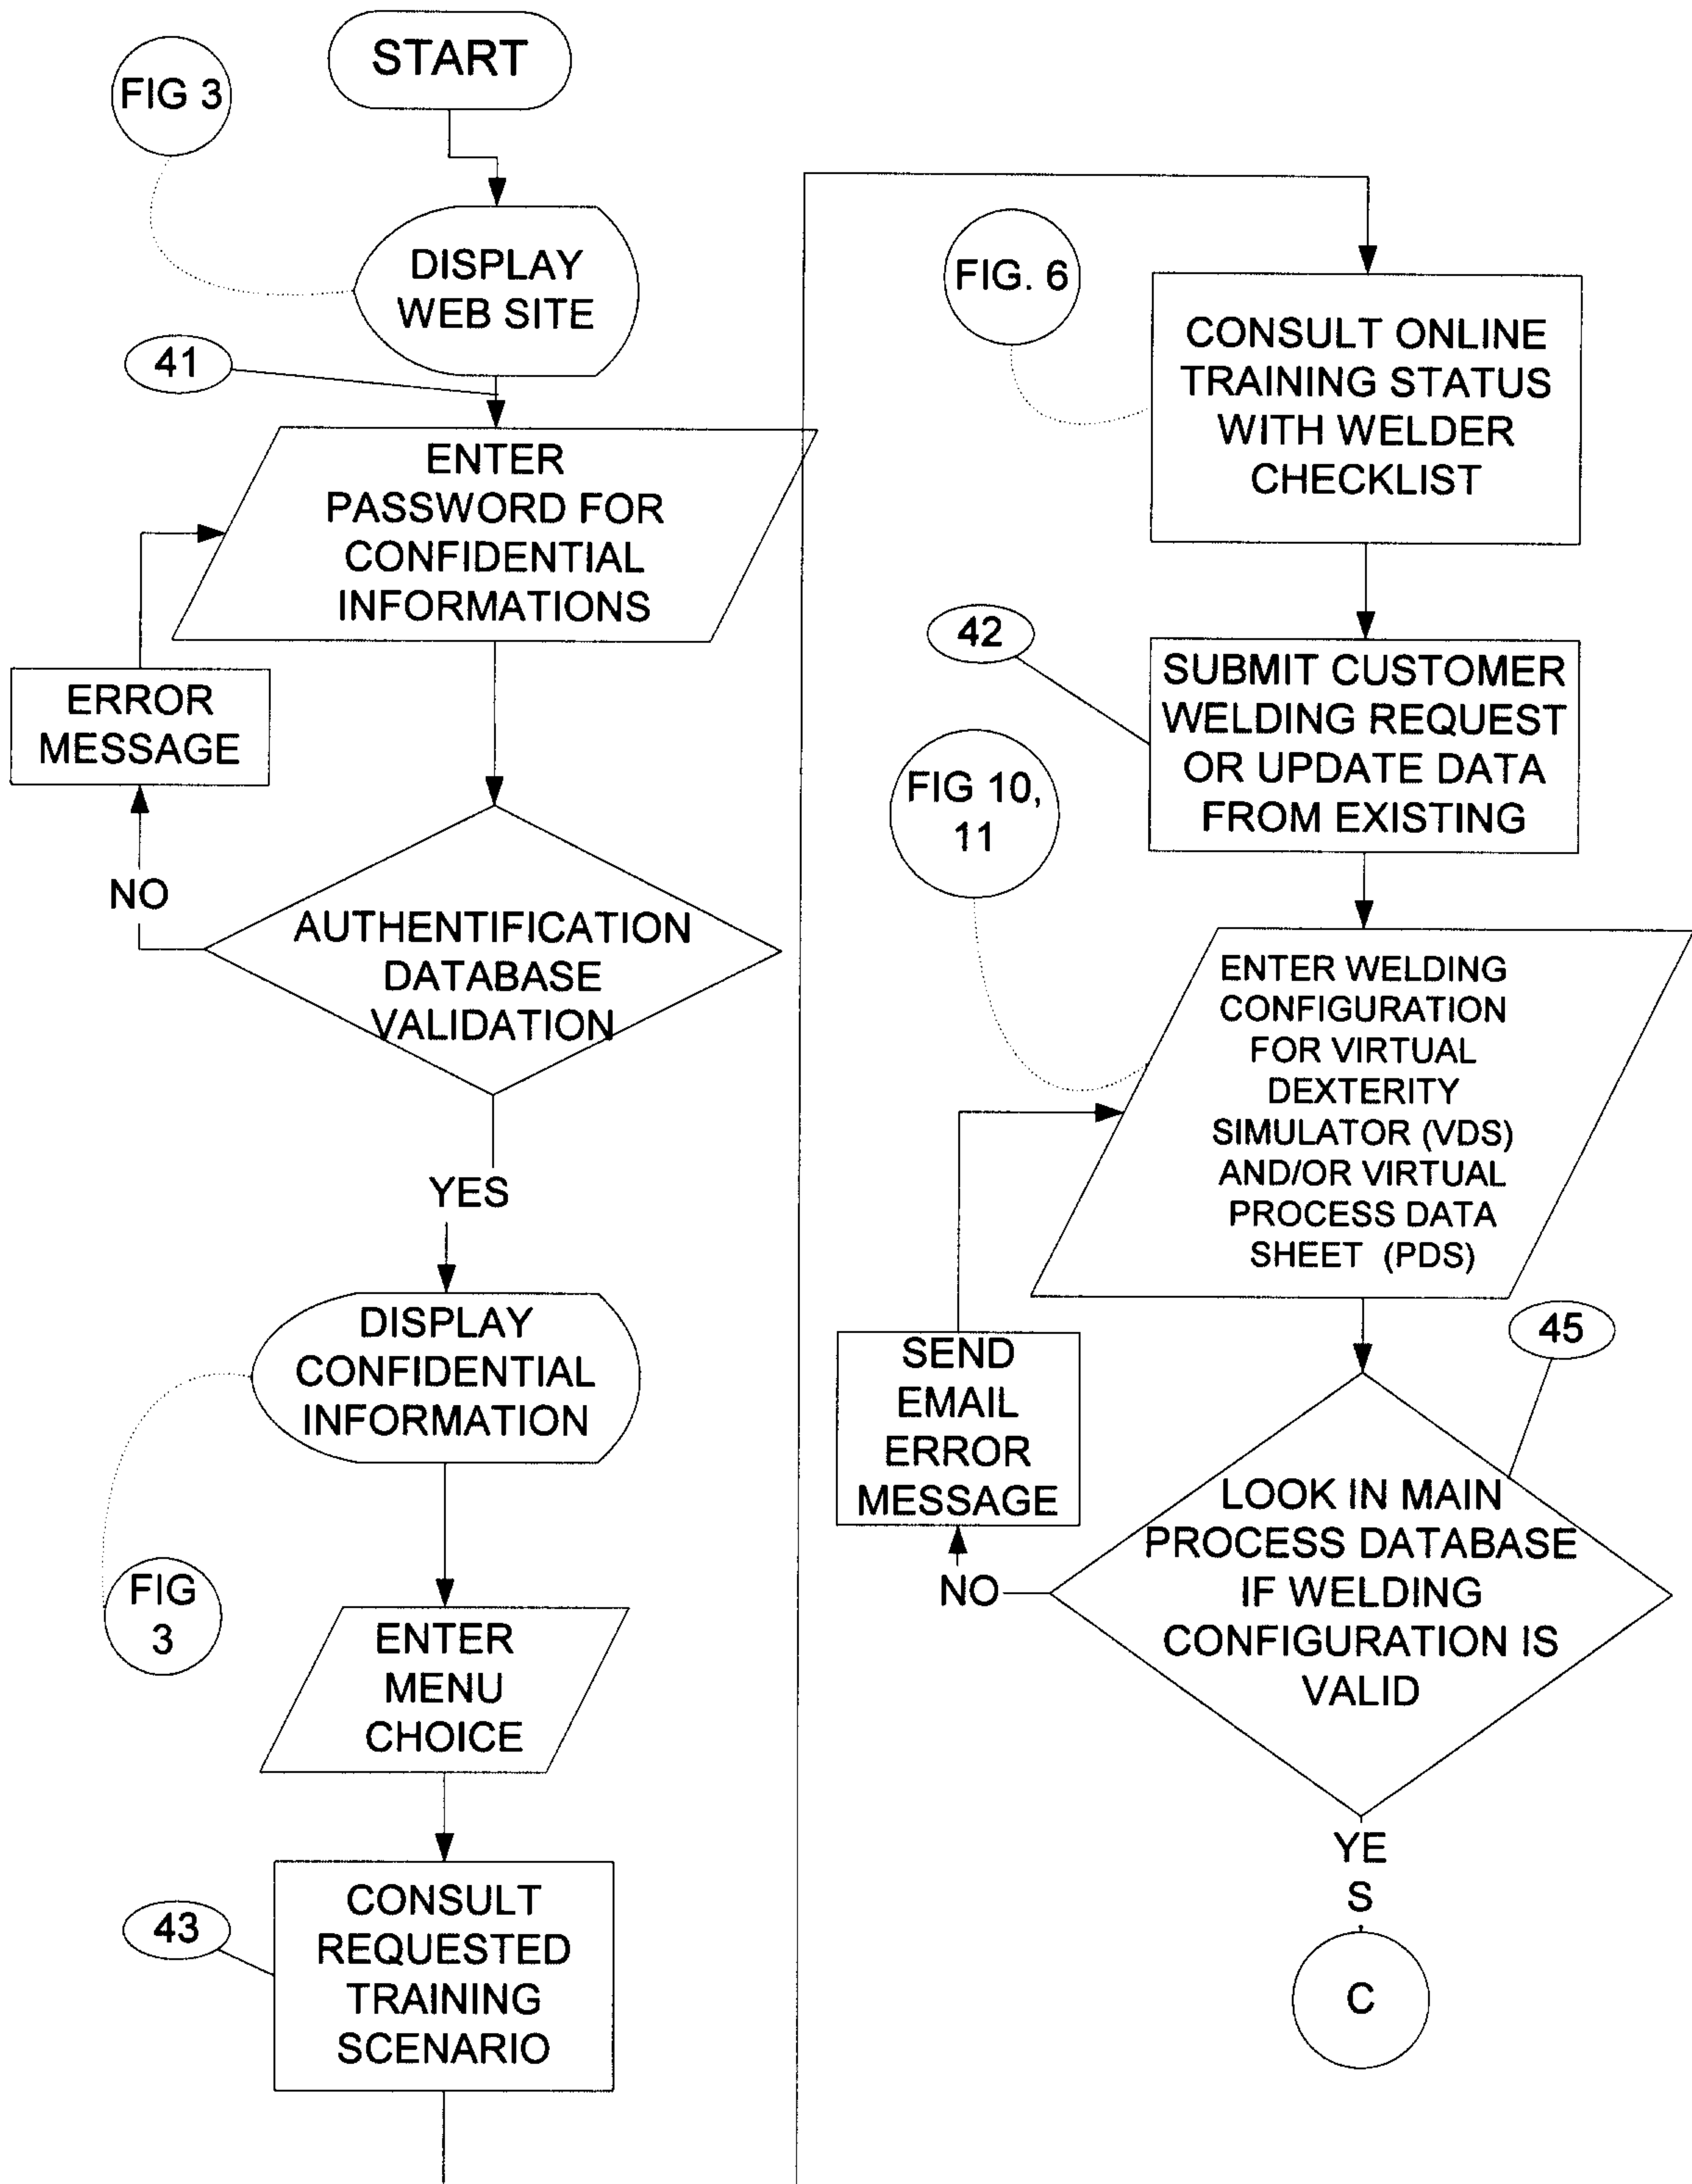 START
FIG 3
DISPLAY
WEB SITE
41
ENTER
PASSWORD FOR
CONFIDENTIAL
INFORMATIONS
ERROR
MESSAGE
NO
AUTHENTIFICATION
DATABASE
VALIDATION
YES
DISPLAY
CONFIDENTIAL
INFORMATION
FIG
3
ENTER
MENU
CHOICE
43
CONSULT
REQUESTED
TRAINING
SCENARIO
FIG. 6
CONSULT ONLINE
TRAINING STATUS
WITH WELDER
CHECKLIST
42
SUBMIT CUSTOMER
WELDING REQUEST
OR UPDATE DATA
FROM EXISTING
FIG 10,
11
ENTER WELDING
CONFIGURATION
FOR VIRTUAL
DEXTERITY
SIMULATOR (VDS)
AND/OR VIRTUAL
PROCESS DATA
SHEET (PDS)
45
SEND
EMAIL
ERROR
MESSAGE
NO
LOOK IN MAIN
PROCESS DATABASE
IF WELDING
CONFIGURATION IS
VALID
YE
S
C